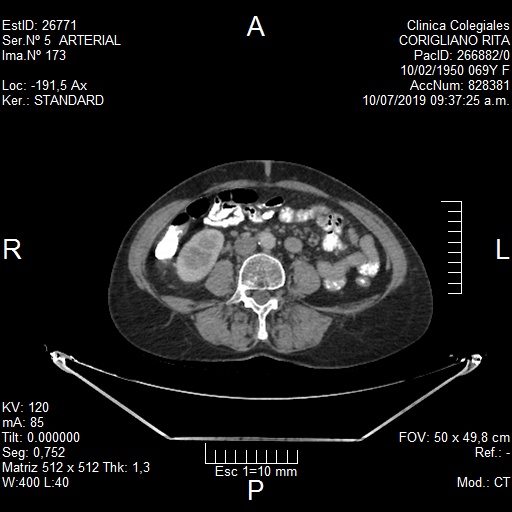 EstID: 26771
Ser.Nº 5 ARTERIAL
Ima.Nº 173
Loc: -191,5 Ax
Ker.: STANDARD
A
Clinica Colegiales
CORIGLIANO RITA
PacID: 266882/0
10/02/1950 069Y F
AccNum: 828381
10/07/2019 09:37:25 a.m.
R
L
KV: 120
mA: 85
Tilt: 0.000000
Seg: 0,752
Matriz 512 x 512 Thk: 1,3
W:400 L:40
Esc 1=10 mm
P
FOV: 50 x 49,8 cm
Ref.: -
Mod.: CT